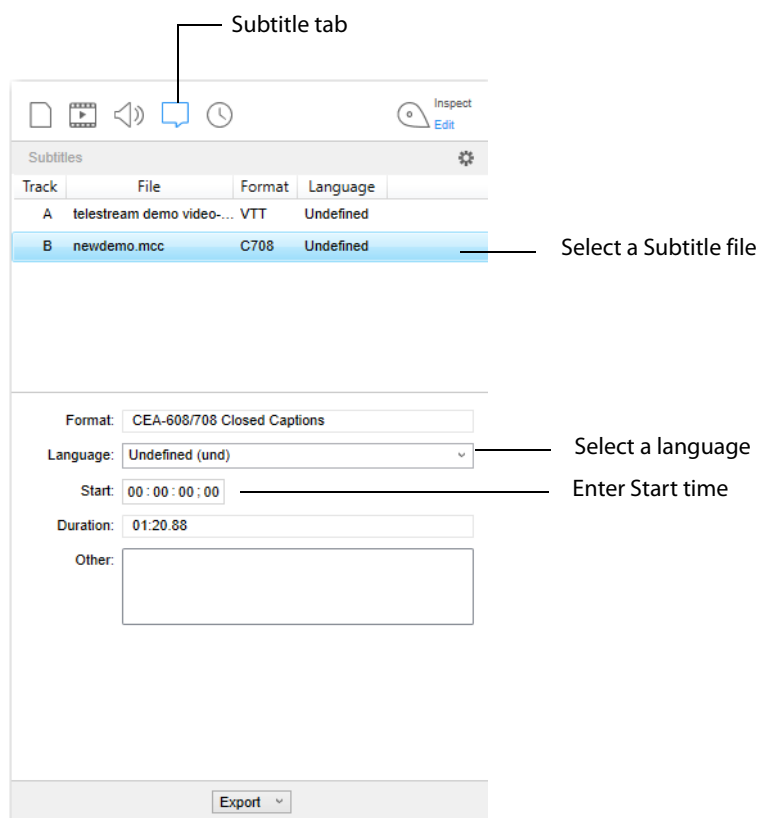 Subtitle tab
Inspect
Edit
Subtitles
Track File Format Language
A telestream demo video-... VTT Undefined
B newdemo.mcc C708 Undefined
Select a Subtitle file
Format: CEA-608/708 Closed Captions
Language: Undefined (und)
Select a language
Start: 00:00:00;00
Enter Start time
Duration: 01:20.88
Other:
Export